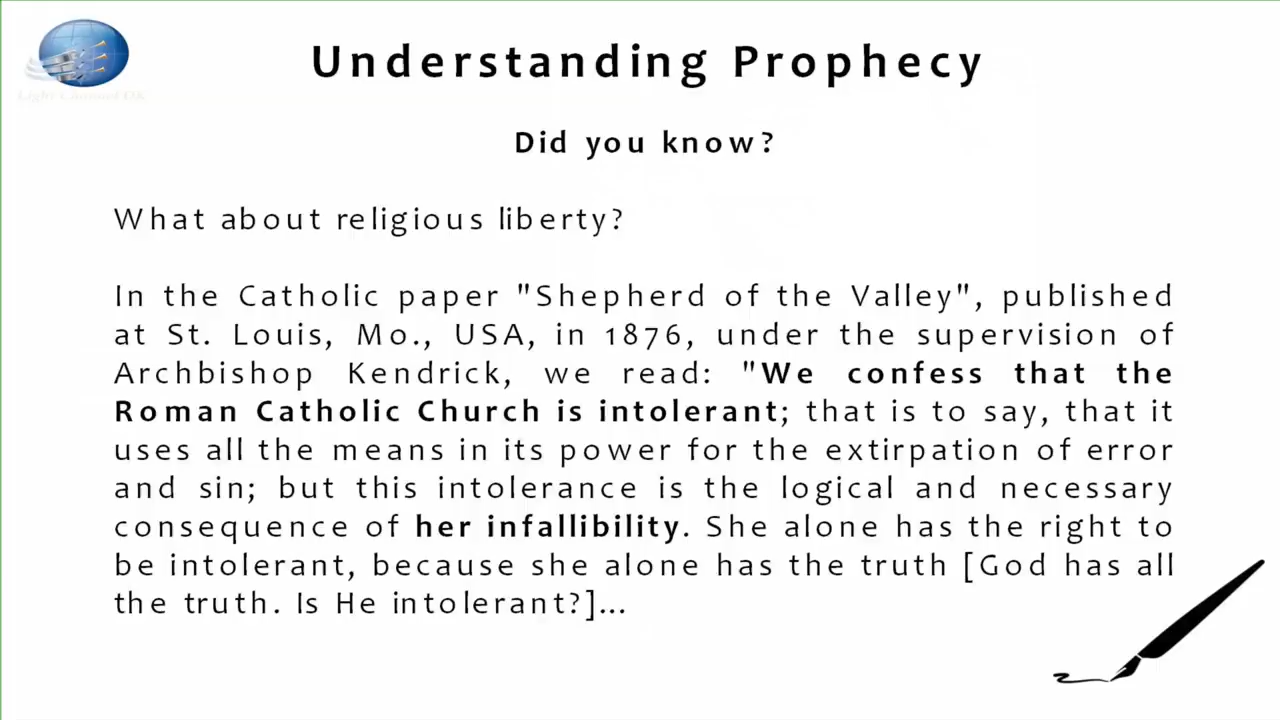 Understanding Prophecy
Did you know?
What about religious liberty?
In the Catholic paper "Shepherd of the Valley", published
at St. Louis, Mo., USA, in 1876, under the supervision of
Archbishop Kendrick, we read: "We confess that the
Roman Catholic Church is intolerant; that is to say, that it
uses all the means in its power for the extirpation of error
and sin; but this intolerance is the logical and necessary
consequence of her infallibility. She alone has the right to
be intolerant, because she alone has the truth [God has all
the truth. Is He intolerant?]...